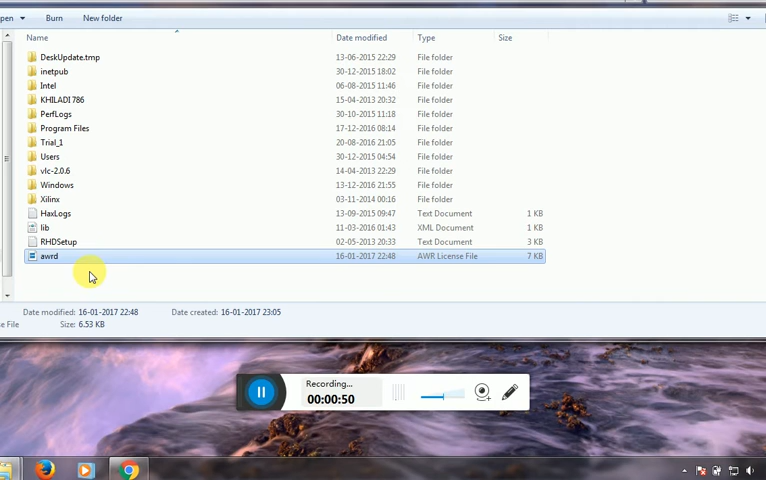 pen Burn New folder
Name Date modified Type Size
DeskUpdate.tmp 13-06-2015 22:29 File folder
inetpub 30-12-2015 18:02 File folder
Intel 06-08-2015 11:46 File folder
KHILADI 786 15-04-2013 20:32 File folder
PerfLogs 30-10-2015 11:18 File folder
Program Files 17-12-2016 08:14 File folder
Trial_1 20-08-2016 21:05 File folder
Users 30-12-2015 04:54 File folder
vlc-2.0.6 14-04-2013 22:29 File folder
Windows 13-12-2016 21:55 File folder
Xilinx 03-11-2014 00:16 File folder
HaxLogs 13-09-2015 09:47 Text Document 1 KB
lib 11-03-2016 01:43 XML Document 1 KB
RHDSetup 02-05-2013 20:33 Text Document 3 KB
awrd 16-01-2017 22:48 AWR License File 7 KB
Date modified: 16-01-2017 22:48 Date created: 16-01-2017 23:05
e File Size: 6.53 KB
Recording...
00:00:50